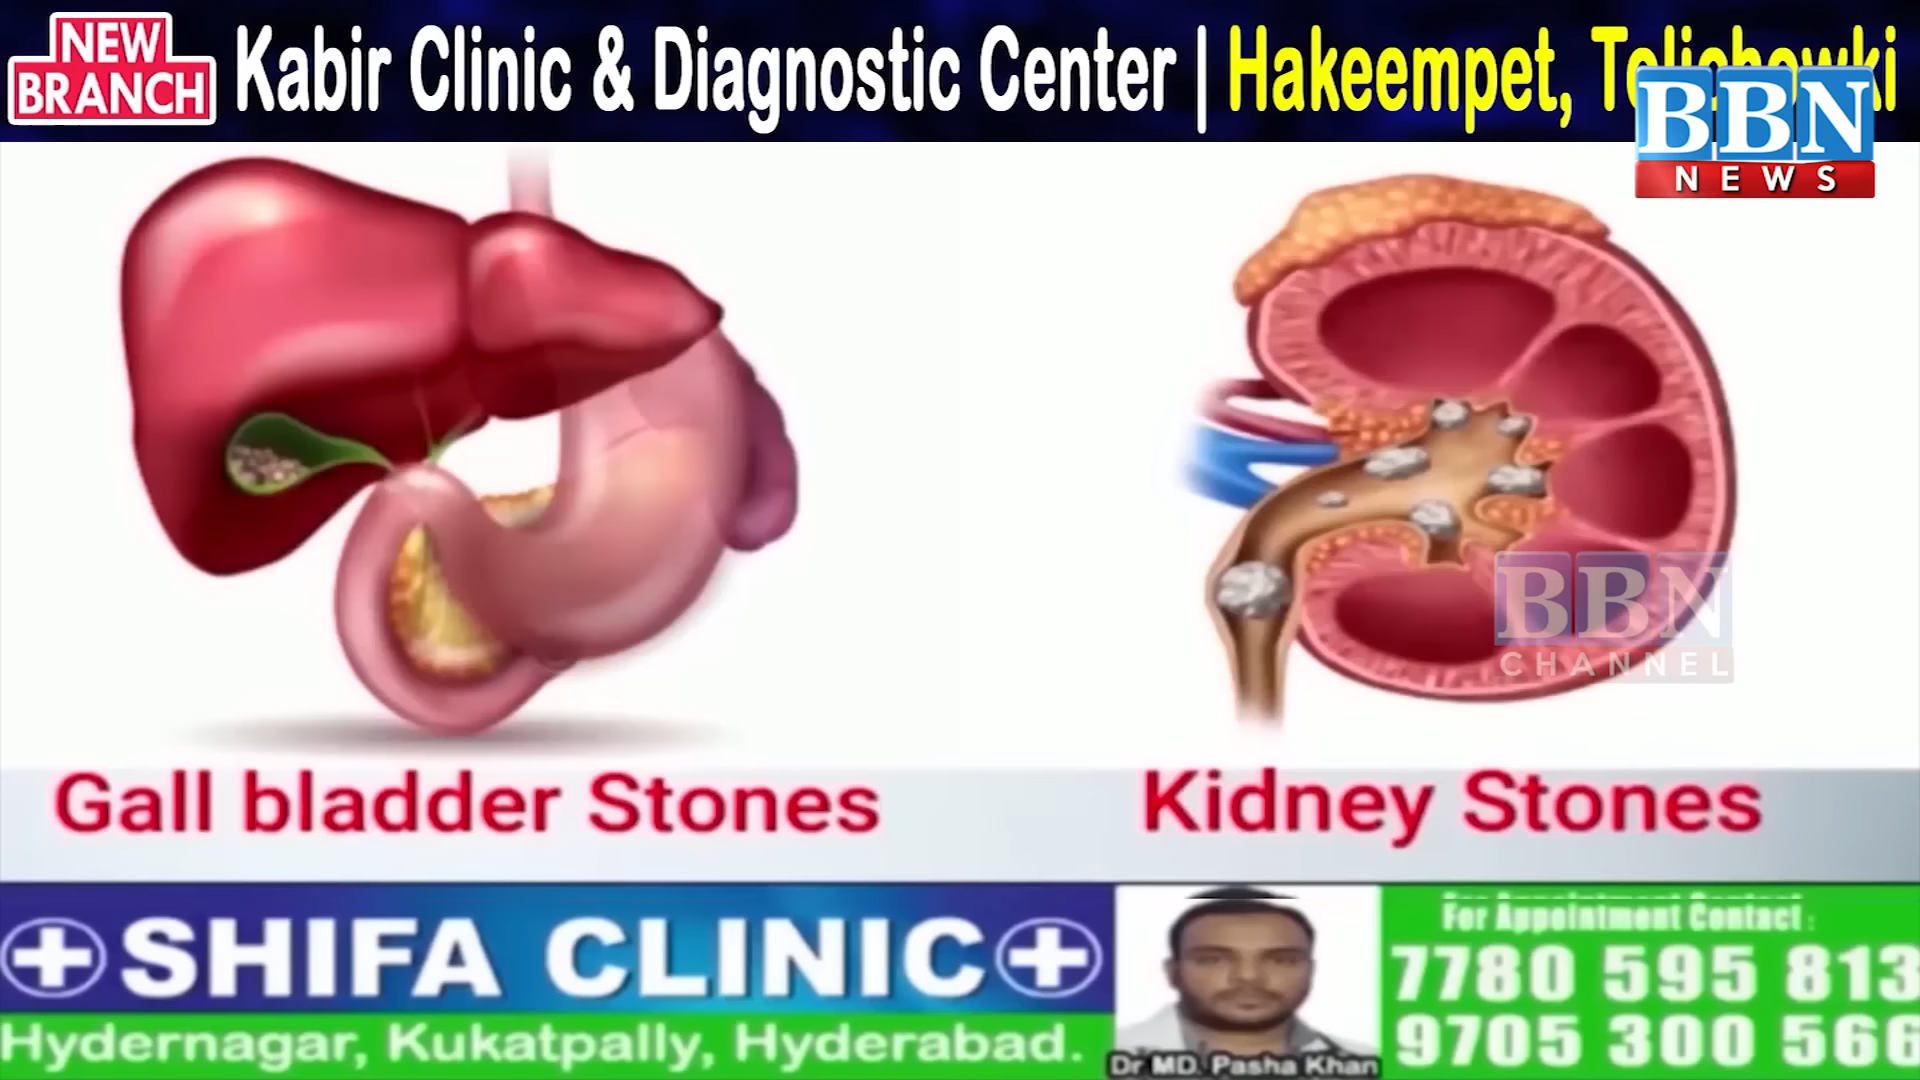 NEW
BRANCH
Kabir Clinic & Diagnostic Center | Hakeempet,
BBN
NEWS
BBN
CHANNEL
Gall bladder Stones
Kidney Stones
SHIFA CLINIC
Hydernagar, Kukatpally, Hyderabad.
Dr MD. Pasha Khan
For Appointment Contact :
7780 595 813
9705 300 566